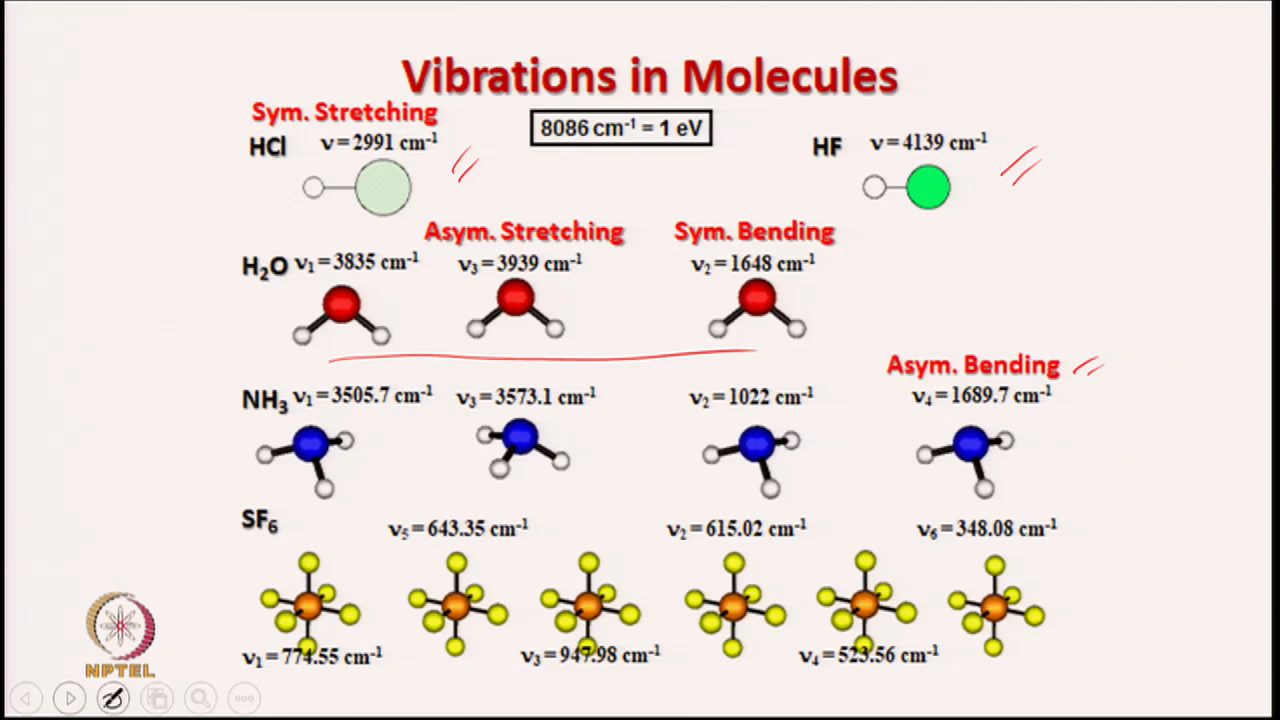 Vibrations in Molecules
Sym. Stretching
8086 cm⁻¹ = 1 eV
HCl ν = 2991 cm⁻¹
HF ν = 4139 cm⁻¹
Asym. Stretching
Sym. Bending
H₂O ν₁ = 3835 cm⁻¹ ν₃ = 3939 cm⁻¹ ν₂ = 1648 cm⁻¹
Asym. Bending
NH₃ ν₁ = 3505.7 cm⁻¹ ν₃ = 3573.1 cm⁻¹ ν₂ = 1022 cm⁻¹ ν₄ = 1689.7 cm⁻¹
SF₆
ν₅ = 643.35 cm⁻¹ ν₂ = 615.02 cm⁻¹ ν₆ = 348.08 cm⁻¹
ν₁ = 774.55 cm⁻¹ ν₃ = 947.98 cm⁻¹ ν₄ = 523.56 cm⁻¹
NPTEL